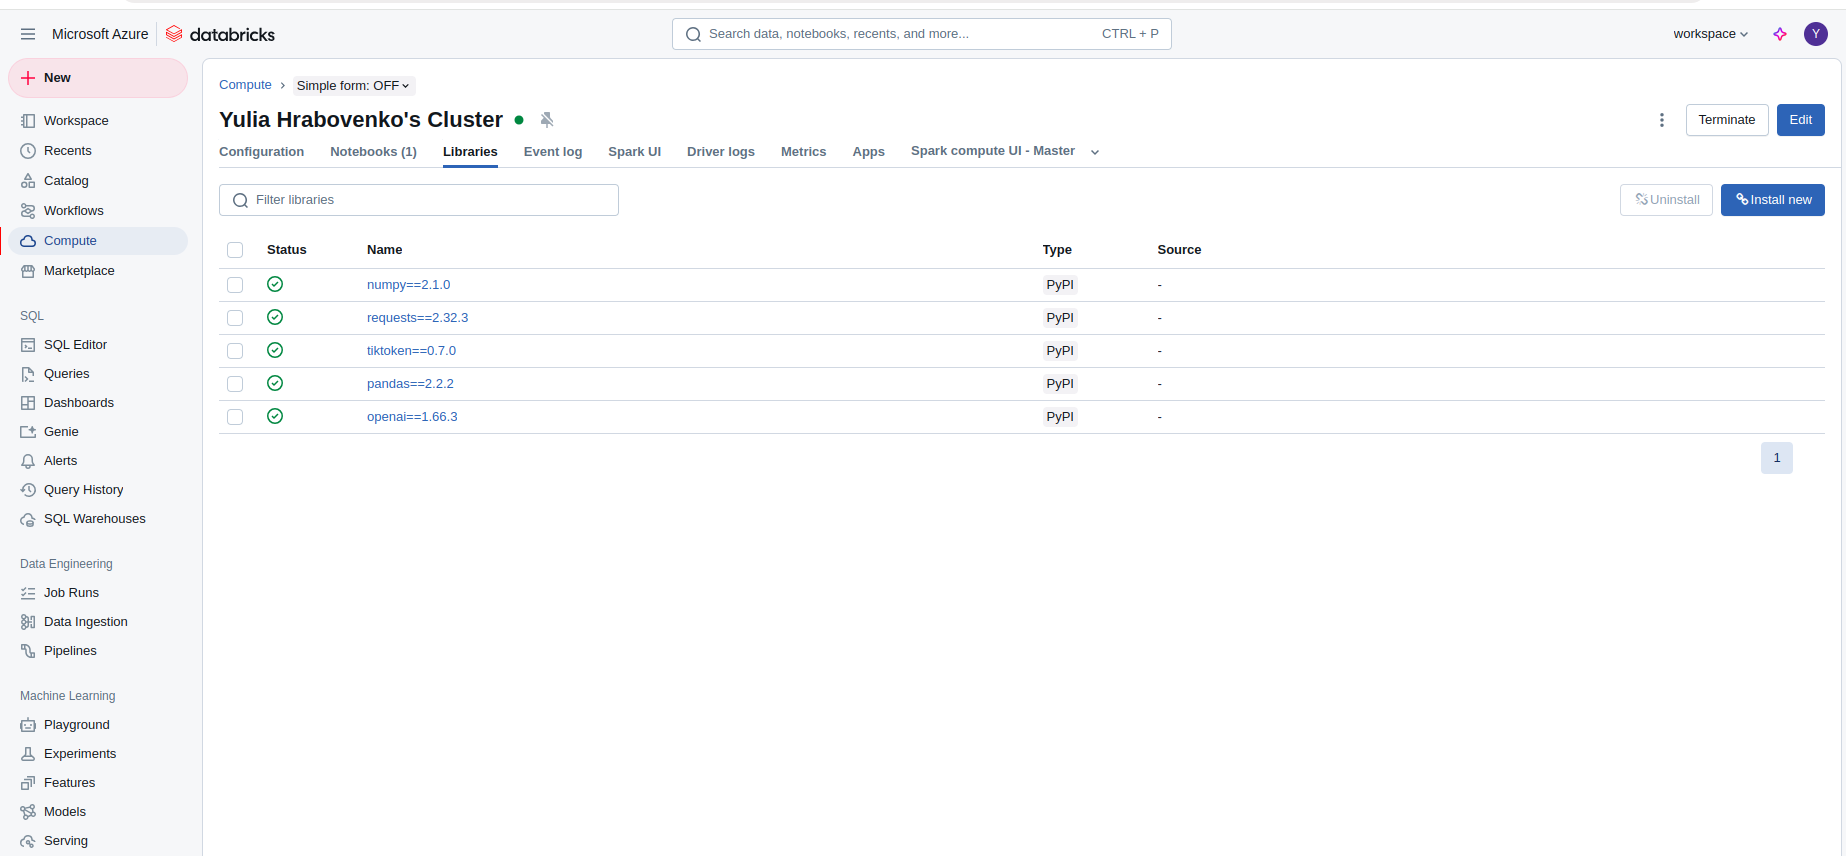 Microsoft Azure databricks Search data, notebooks, recents, and more... CTRL + P workspace Y
New
Workspace
Recents
Catalog
Workflows
Compute
Marketplace
SQL
SQL Editor
Queries
Dashboards
Genie
Alerts
Query History
SQL Warehouses
Data Engineering
Job Runs
Data Ingestion
Pipelines
Machine Learning
Playground
Experiments
Features
Models
Serving
Compute › Simple form: OFF
Yulia Hrabovenko's Cluster Terminate Edit
Configuration Notebooks (1) Libraries Event log Spark UI Driver logs Metrics Apps Spark compute UI - Master
Filter libraries Uninstall Install new
Status Name Type Source
numpy==2.1.0 PyPI -
requests==2.32.3 PyPI -
tiktoken==0.7.0 PyPI -
pandas==2.2.2 PyPI -
openai==1.66.3 PyPI -
1